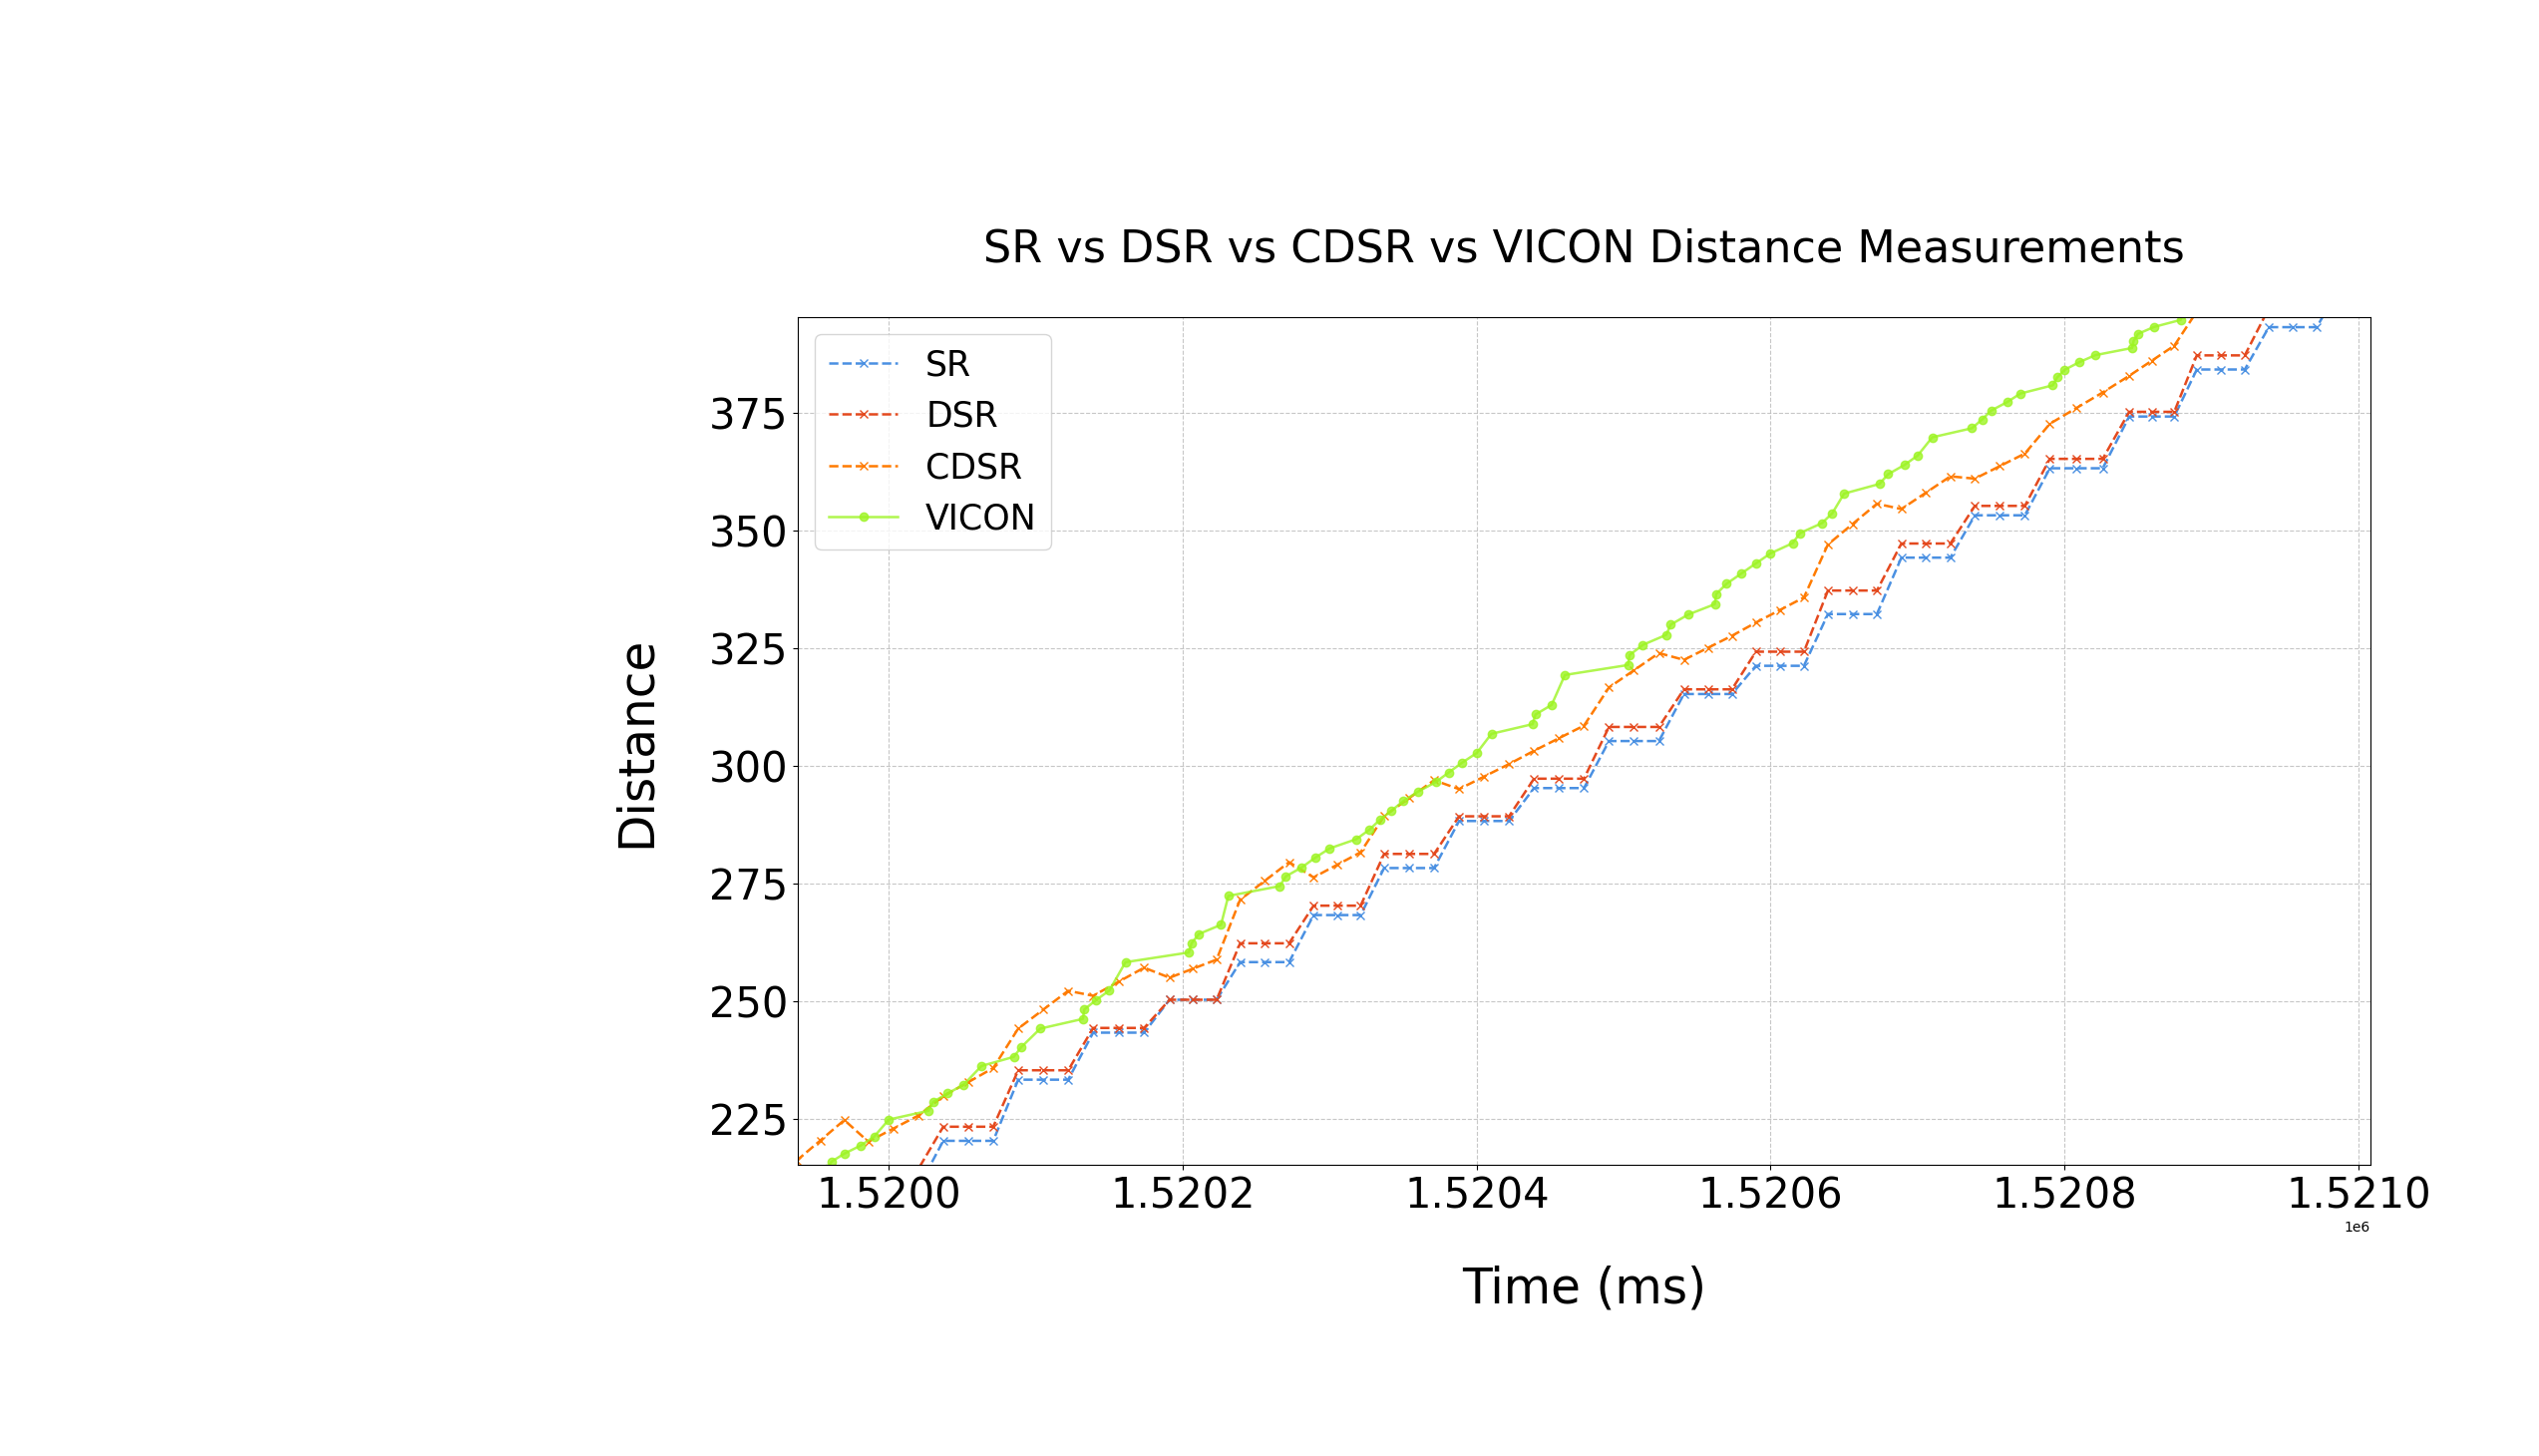 SR vs DSR vs CDSR vs VICON Distance Measurements
SR
DSR
CDSR
VICON
375
350
325
300
275
250
225
Distance
1.5200 1.5202 1.5204 1.5206 1.5208 1.5210
1e6
Time (ms)